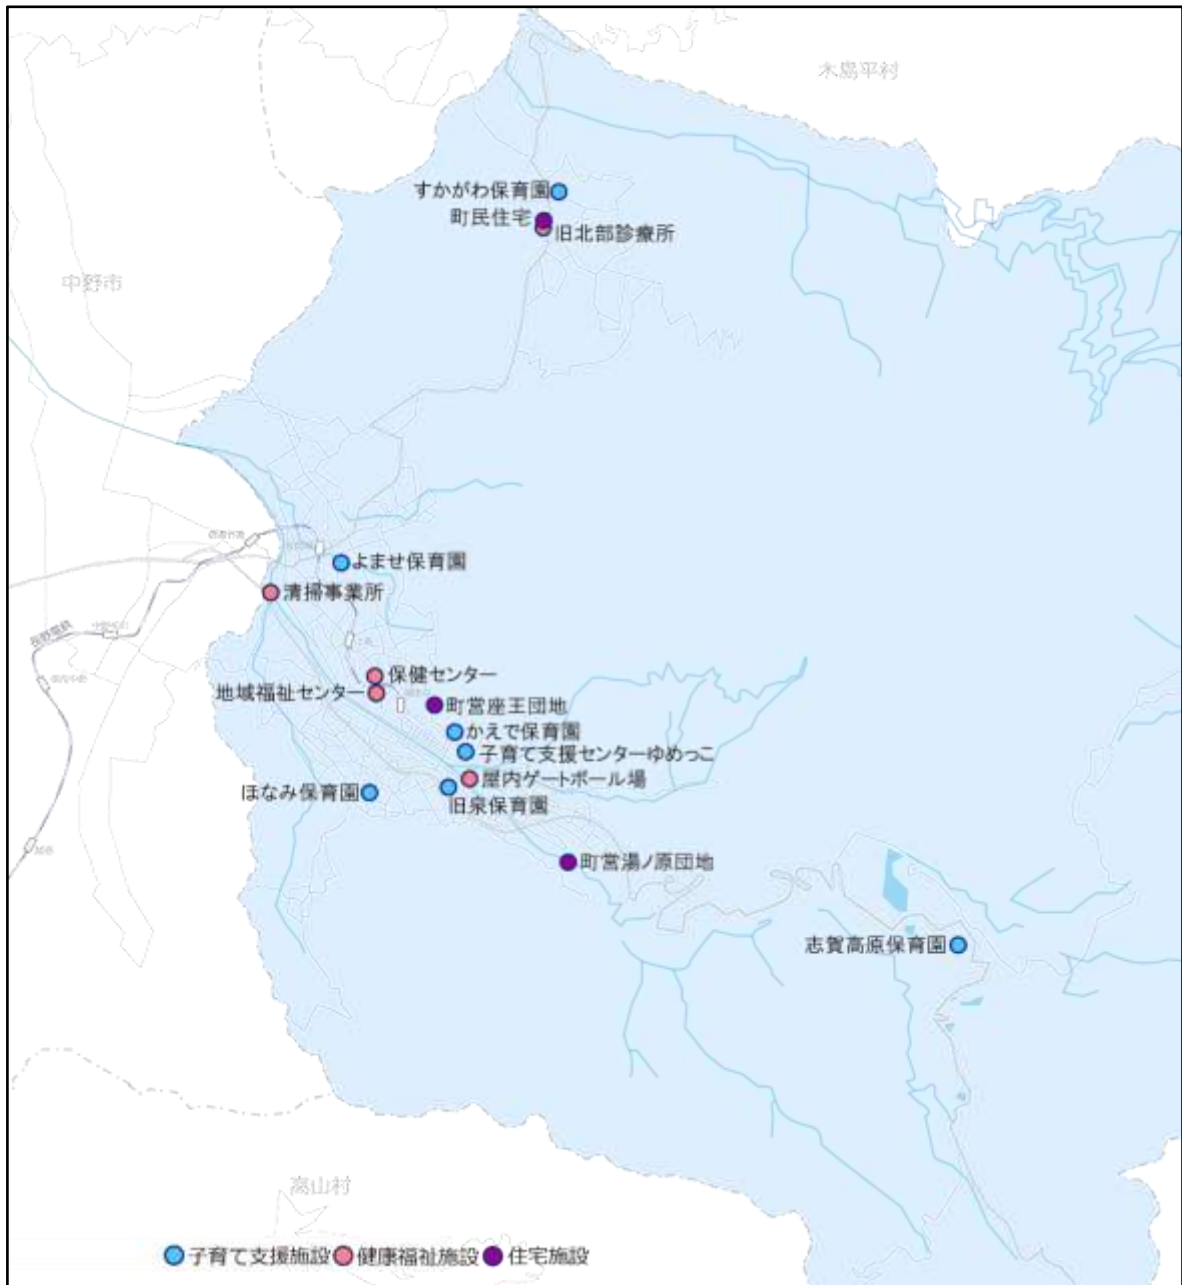 木島平村
すかがわ保育園
町民住宅
旧北部診療所
中野市
よませ保育園
清掃事業所
長野電鉄
保健センター
地域福祉センター
町営座王団地
かえで保育園
子育て支援センターゆめっこ
屋内ゲートボール場
ほなみ保育園
旧泉保育園
町営湯ノ原団地
志賀高原保育園
高山村
子育て支援施設 健康福祉施設 住宅施設